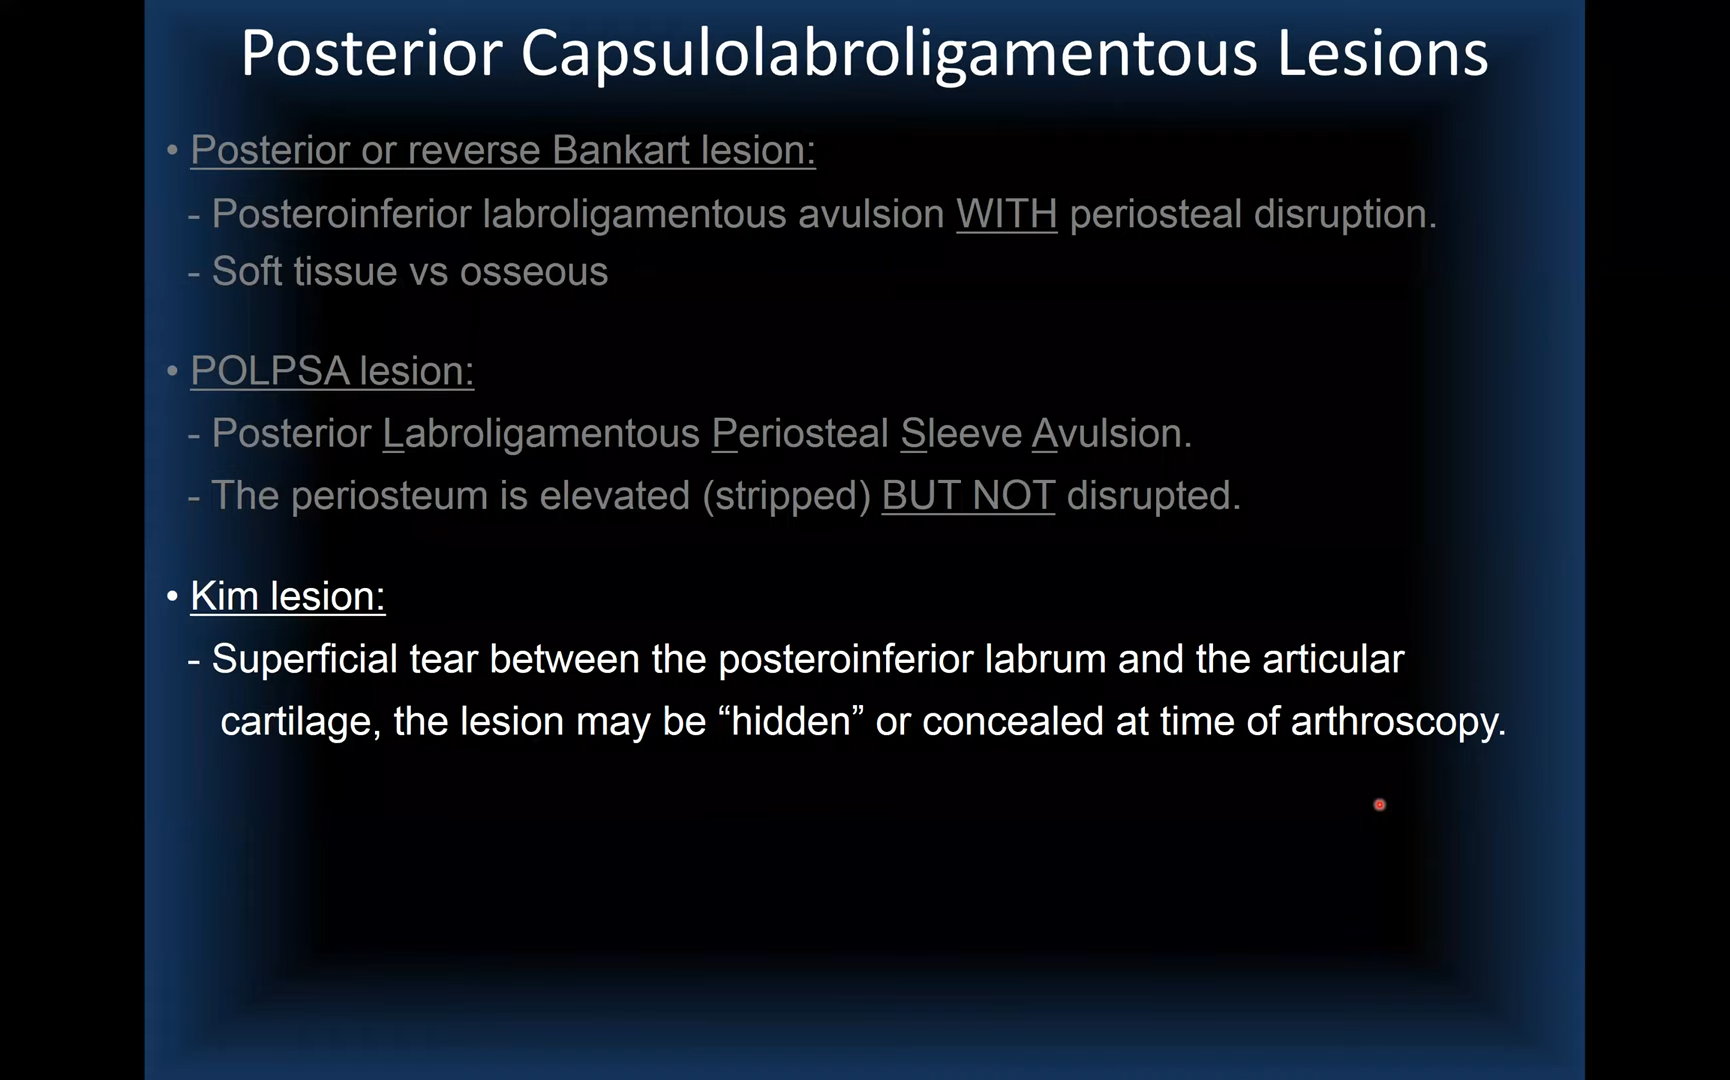 Posterior Capsulolabroligamentous Lesions
• Posterior or reverse Bankart lesion:
- Posteroinferior labroligamentous avulsion WITH periosteal disruption.
- Soft tissue vs osseous
• POLPSA lesion:
- Posterior Labroligamentous Periosteal Sleeve Avulsion.
- The periosteum is elevated (stripped) BUT NOT disrupted.
• Kim lesion:
- Superficial tear between the posteroinferior labrum and the articular
cartilage, the lesion may be “hidden” or concealed at time of arthroscopy.